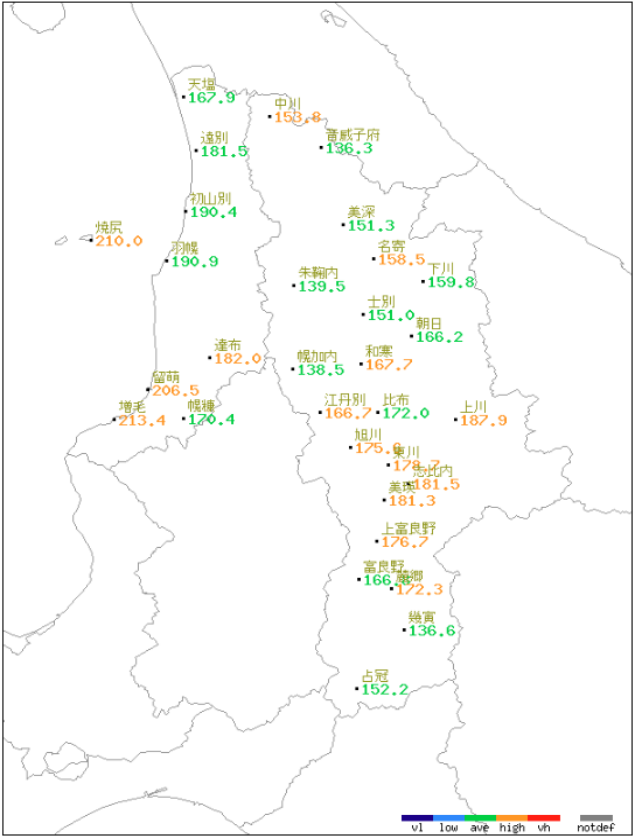 天塩
167.9
中川
153.8
音威子府
136.3
遠別
181.5
初山別
190.4
美深
151.3
焼尻
210.0
羽幌
190.9
名寄
158.5
下川
159.8
朱鞠内
139.5
士別
151.0
朝日
166.2
達布
182.0
幌加内
138.5
和寒
167.7
留萌
206.5
増毛
213.4
幌糠
170.4
江丹別
166.7
比布
172.0
上川
187.9
旭川
175.6
東川
178.7
志比内
181.5
美瑛
181.3
上富良野
176.7
富良野
166.8
麓郷
172.3
幾寅
136.6
占冠
152.2
vl low ave high vh notdef